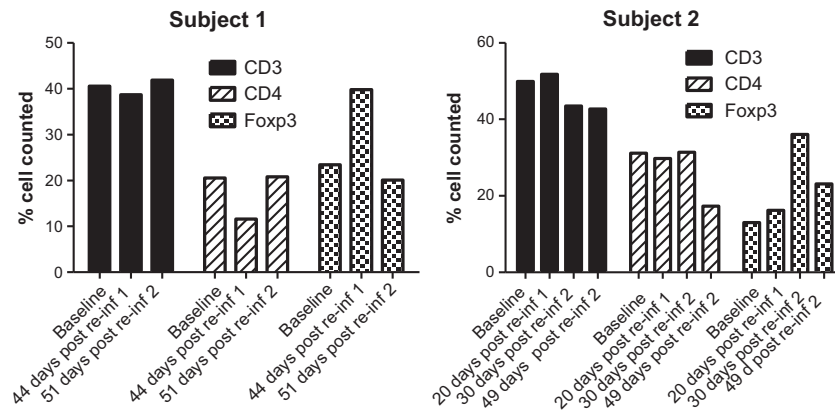 Subject 1
% cell counted
50
40
30
20
10
0
CD3
CD4
Foxp3
Baseline
44 days post re-inf 1
51 days post re-inf 2
Baseline
44 days post re-inf 1
51 days post re-inf 2
Baseline
44 days post re-inf 1
51 days post re-inf 2
Subject 2
% cell counted
60
40
20
0
CD3
CD4
Foxp3
Baseline
20 days post re-inf 1
30 days post re-inf 2
49 days post re-inf 2
Baseline
20 days post re-inf 1
30 days post re-inf 2
49 days post re-inf 2
Baseline
20 days post re-inf 1
30 days post re-inf 2
49 d post re-inf 2